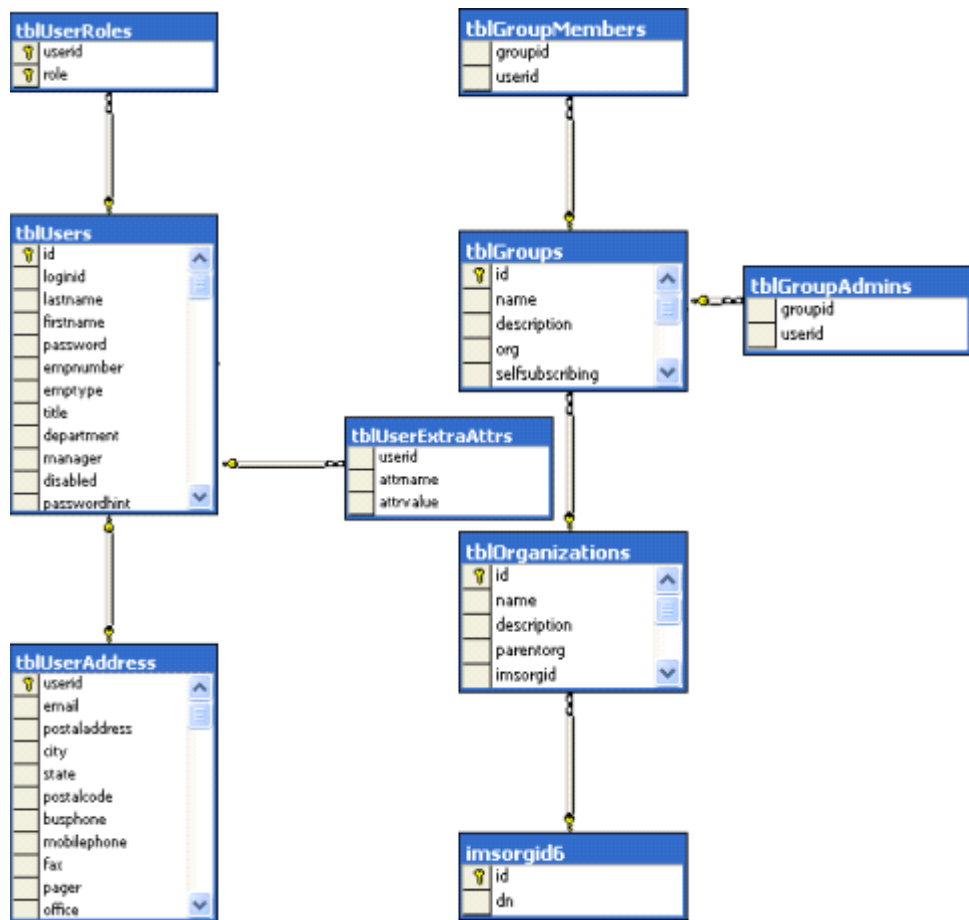 tblUserRoles
userid
role
tblUsers
id
loginid
lastname
firstname
password
empnumber
emptype
title
department
manager
disabled
passwordhint
tblUserAddress
userid
email
postaladdress
city
state
postalcode
busphone
mobilephone
fax
pager
office
tblUserExtraAttrs
userid
attrname
attrvalue
tblGroupMembers
groupid
userid
tblGroups
id
name
description
org
selfsubscribing
tblGroupAdmins
groupid
userid
tblOrganizations
id
name
description
parentorg
imsorgid
imsorgid6
id
dn